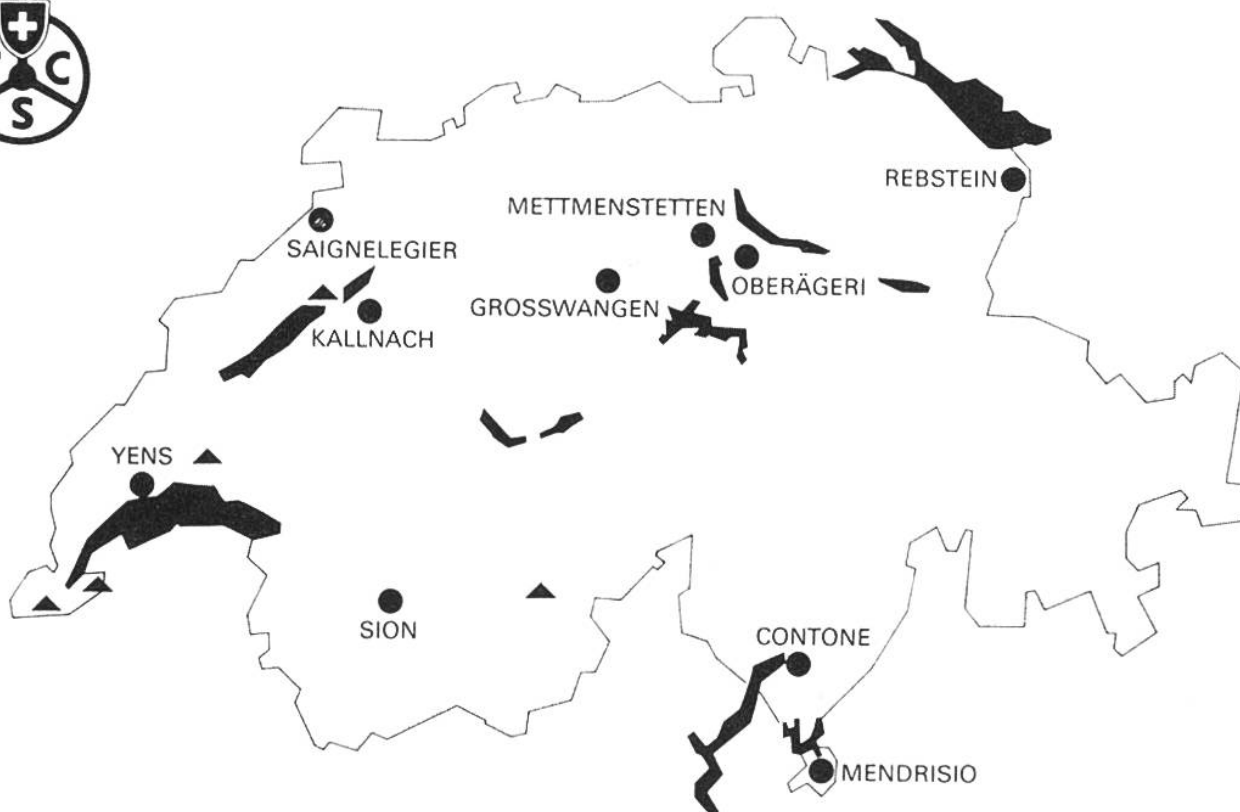 C
S
REBSTEIN
METTMENSTETTEN
SAIGNELEGIER
OBERÄGERI
GROSSWANGEN
KALLNACH
YENS
SION
CONTONE
MENDRISIO